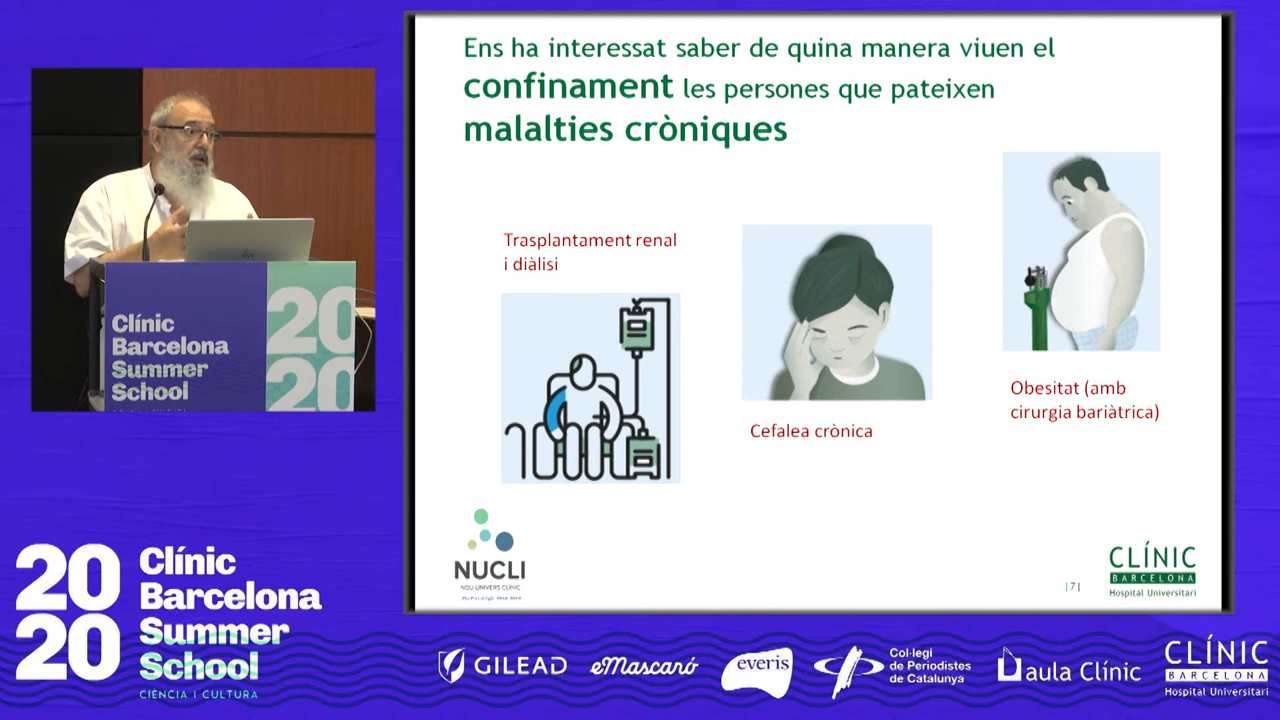 Ens ha interessat saber de quina manera viuen el
confinament les persones que pateixen
malalties cròniques
Trasplantament renal
i diàlisi
Cefalea crònica
Obesitat (amb
cirurgia bariàtrica)
NUCLI
NOU UNIVERS CLÍNIC
|7|
CLÍNIC
BARCELONA
Hospital Universitari
Clínic
Barcelona
Summer
School
20
20
20
20
Clínic
Barcelona
Summer
School
CIÈNCIA I CULTURA
GILEAD
eMascaró
everis
Col·legi
de Periodistes
de Catalunya
aula Clínic
CLÍNIC
BARCELONA
Hospital Universitari